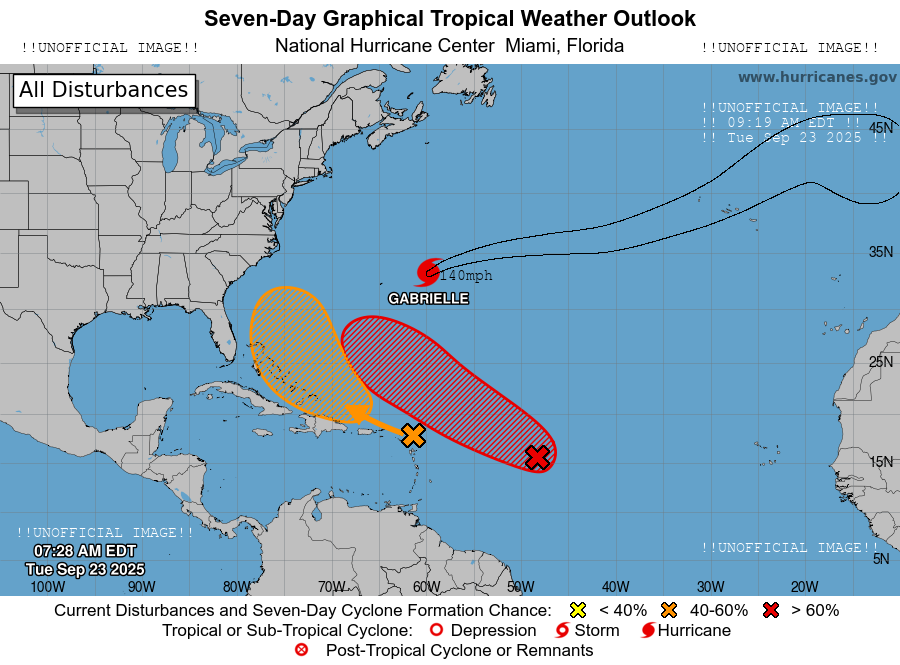 Seven-Day Graphical Tropical Weather Outlook
!!UNOFFICIAL IMAGE!! National Hurricane Center Miami, Florida !!UNOFFICIAL IMAGE!!
All Disturbances
www.hurricanes.gov
!!UNOFFICIAL IMAGE!!
!! 09:19 AM EDT !!
!! Tue Sep 23 2025 !!
45N
35N
140mph
GABRIELLE
25N
15N
!!UNOFFICIAL IMAGE!!
07:28 AM EDT
Tue Sep 23 2025
!!UNOFFICIAL IMAGE!!
5N
100W 90W 80W 70W 60W 50W 40W 30W 20W
Current Disturbances and Seven-Day Cyclone Formation Chance: < 40% 40-60% > 60%
Tropical or Sub-Tropical Cyclone: Depression Storm Hurricane
Post-Tropical Cyclone or Remnants